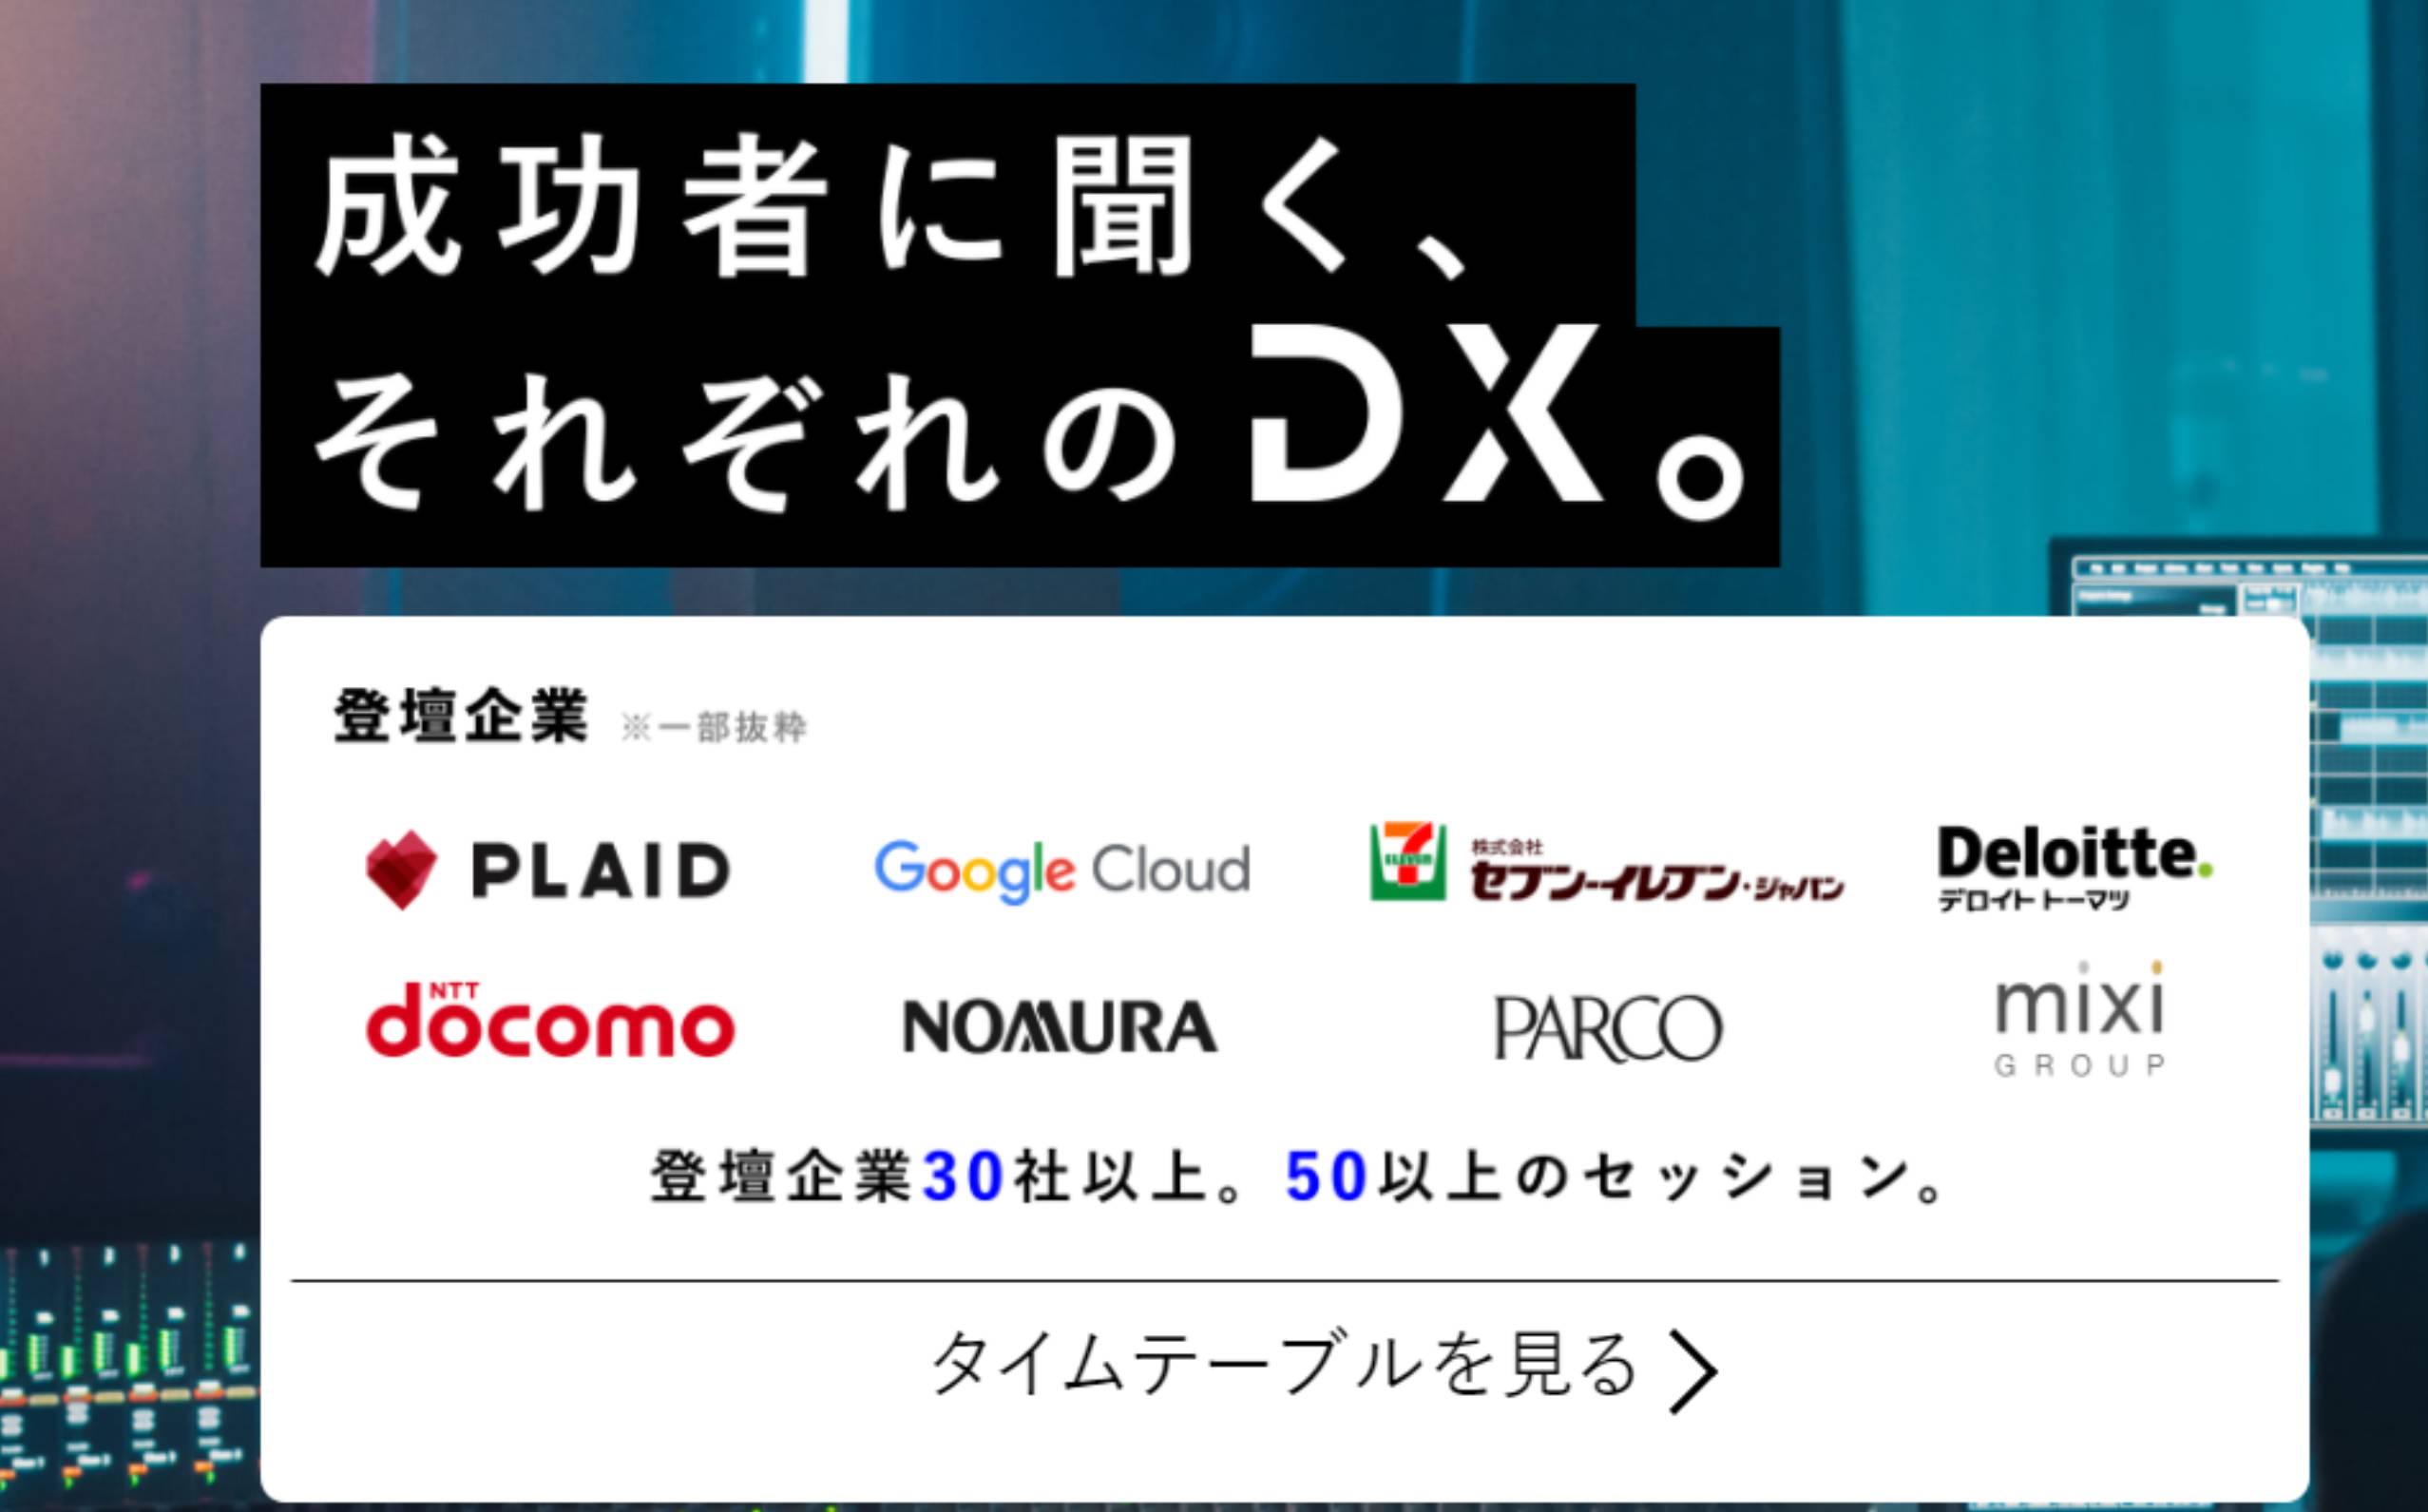 成功者に聞く、
それぞれのDX。
登壇企業 ※一部抜粋
PLAID
Google Cloud
7 ELEVEN
株式会社
セブン-イレブン・ジャパン
Deloitte.
デロイト トーマツ
NTT
docomo
NOMURA
PARCO
mixi
GROUP
登壇企業30社以上。50以上のセッション。
タイムテーブルを見る